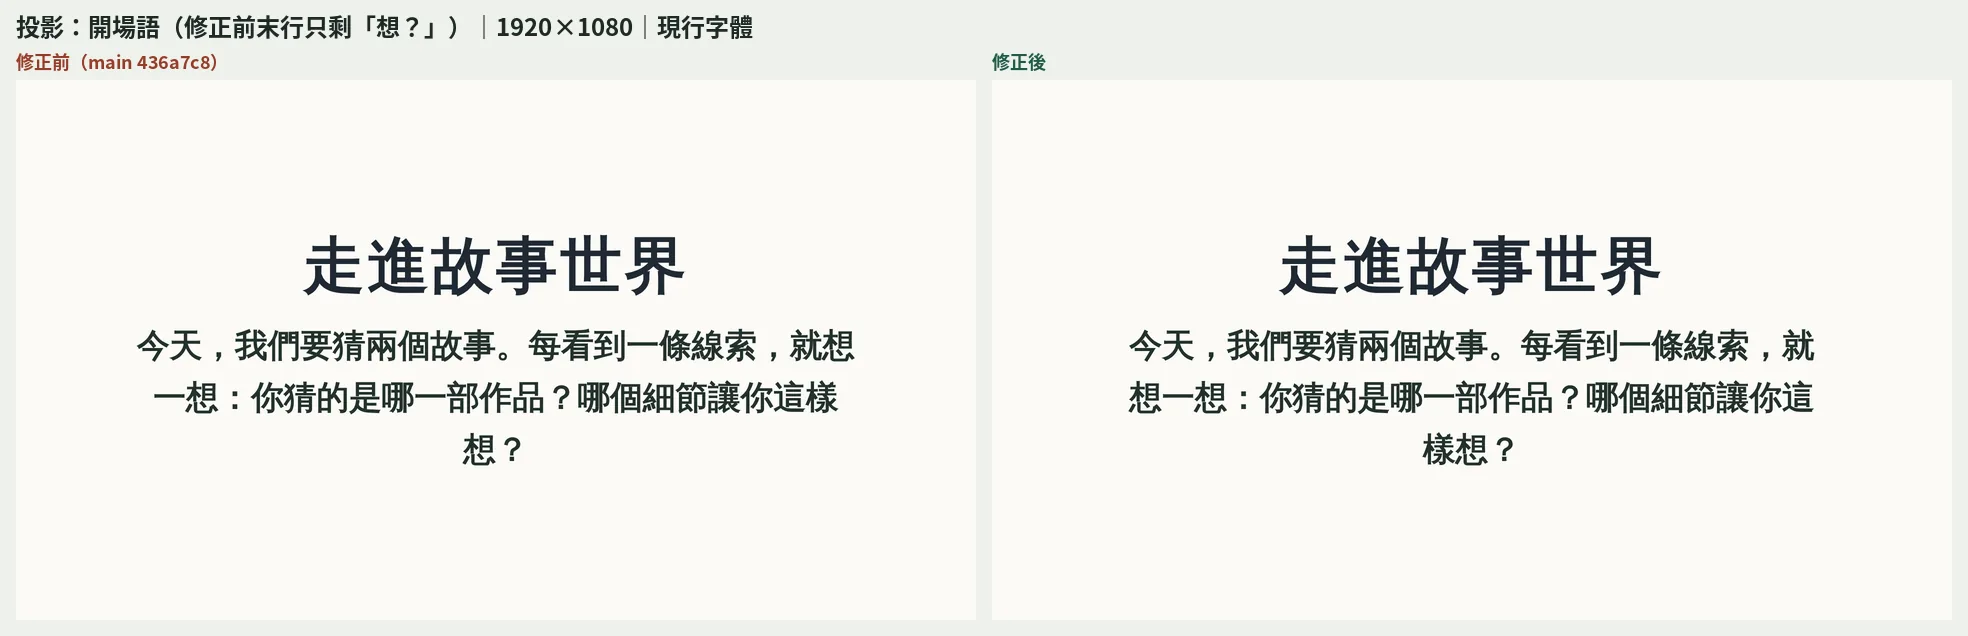 投影：開場語（修正前末行只剩「想？」）｜1920×1080｜現行字體
修正前（main 436a7c8）
走進故事世界
今天，我們要猜兩個故事。每看到一條線索，就想
一想：你猜的是哪一部作品？哪個細節讓你這樣
想？
修正後
走進故事世界
今天，我們要猜兩個故事。每看到一條線索，就
想一想：你猜的是哪一部作品？哪個細節讓你這
樣想？